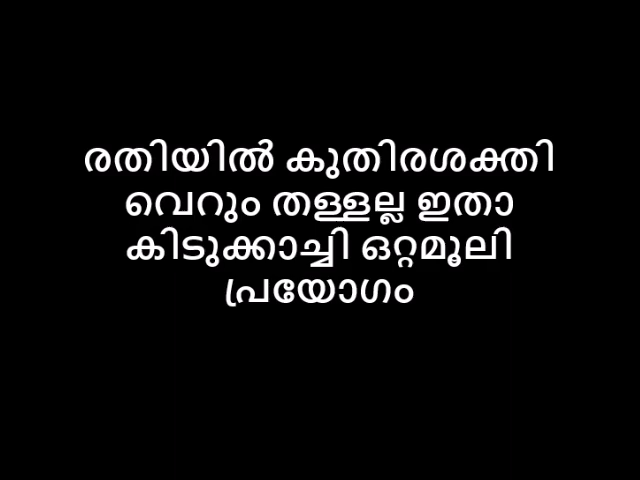 രതിയിൽ കുതിരശക്തി
വെറും തള്ളല്ല ഇതാ
കിടുക്കാച്ചി ഒറ്റമൂലി
പ്രയോഗം